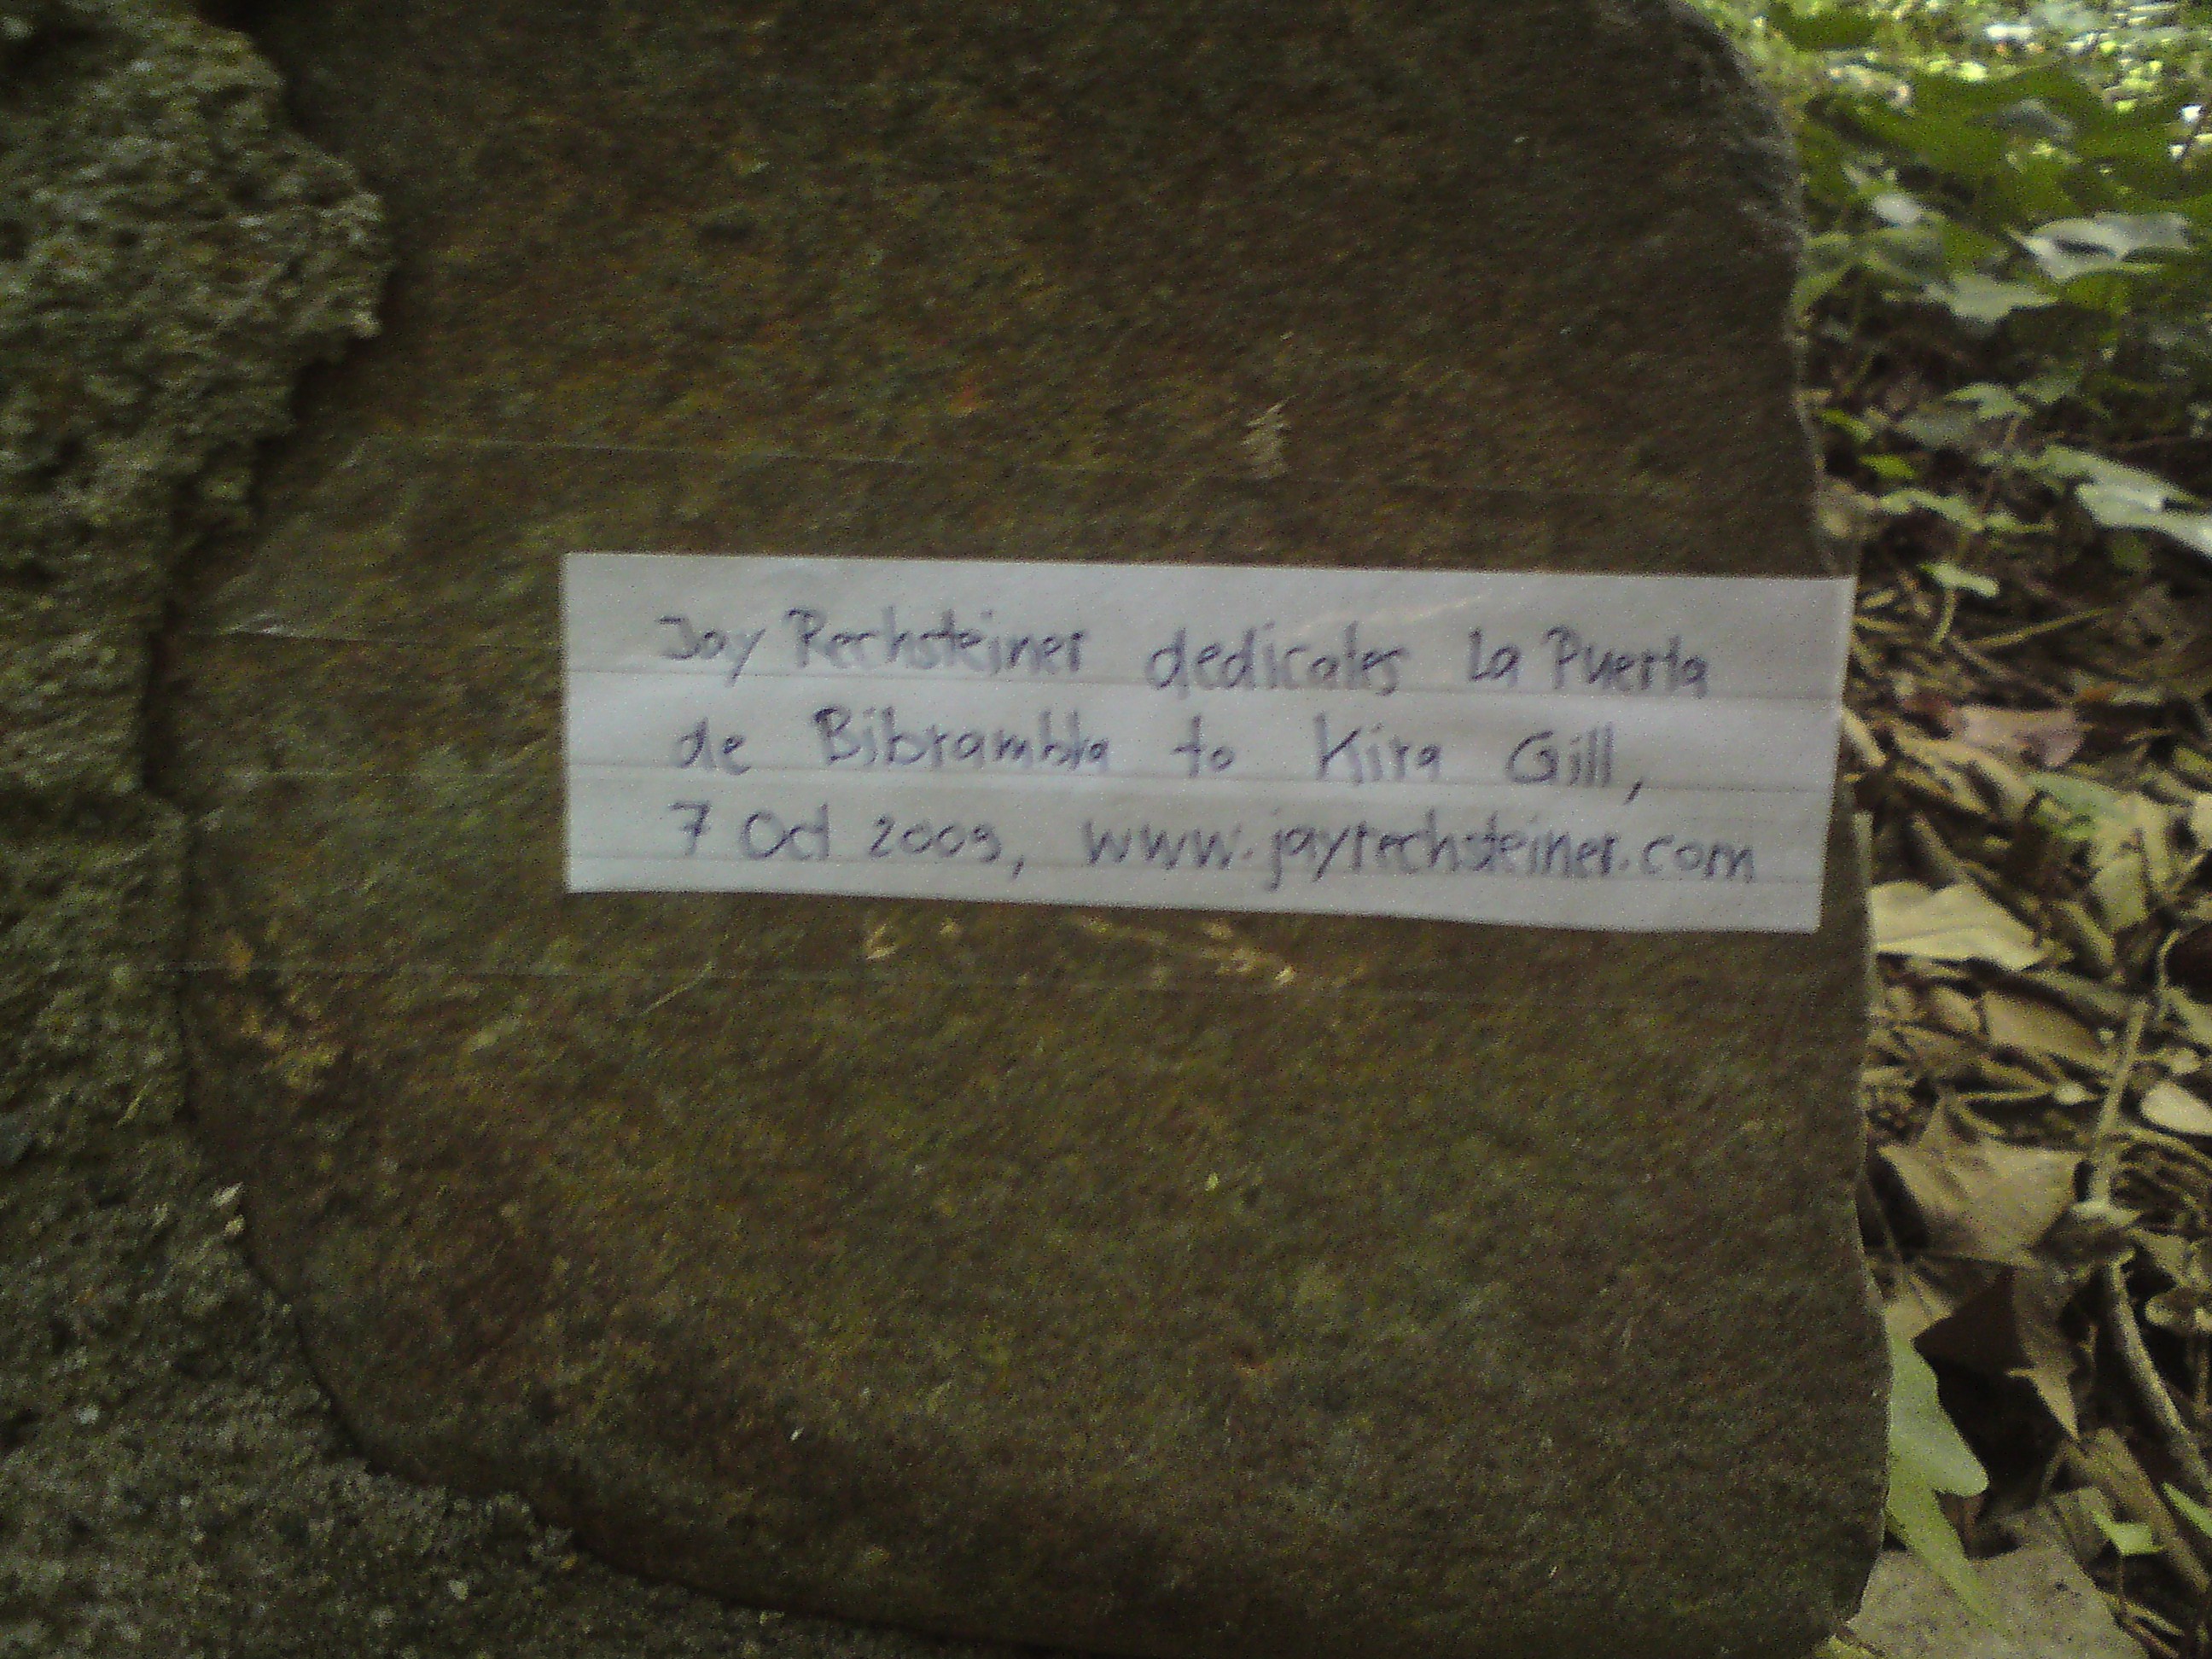 Jay Rechsteiner dedicates La Puerta
de Bibrambla to Kira Gill,
7 Oct 2009, www.jayrechsteiner.com